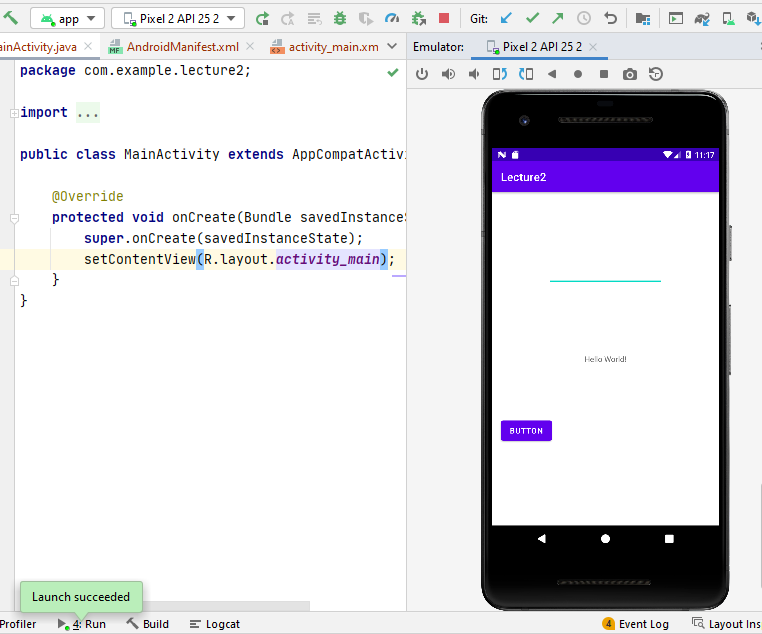 app
Pixel 2 API 25 2
Git:
ainActivity.java
AndroidManifest.xml
activity_main.xm
Emulator:
Pixel 2 API 25 2
package com.example.lecture2;
import ...
public class MainActivity extends AppCompatActiv
@Override
protected void onCreate(Bundle savedInstanceS
super.onCreate(savedInstanceState);
setContentView(R.layout.activity_main);
}
}
11:17
Lecture2
Hello World!
BUTTON
Launch succeeded
Profiler
4: Run
Build
Logcat
4 Event Log
Layout Ins